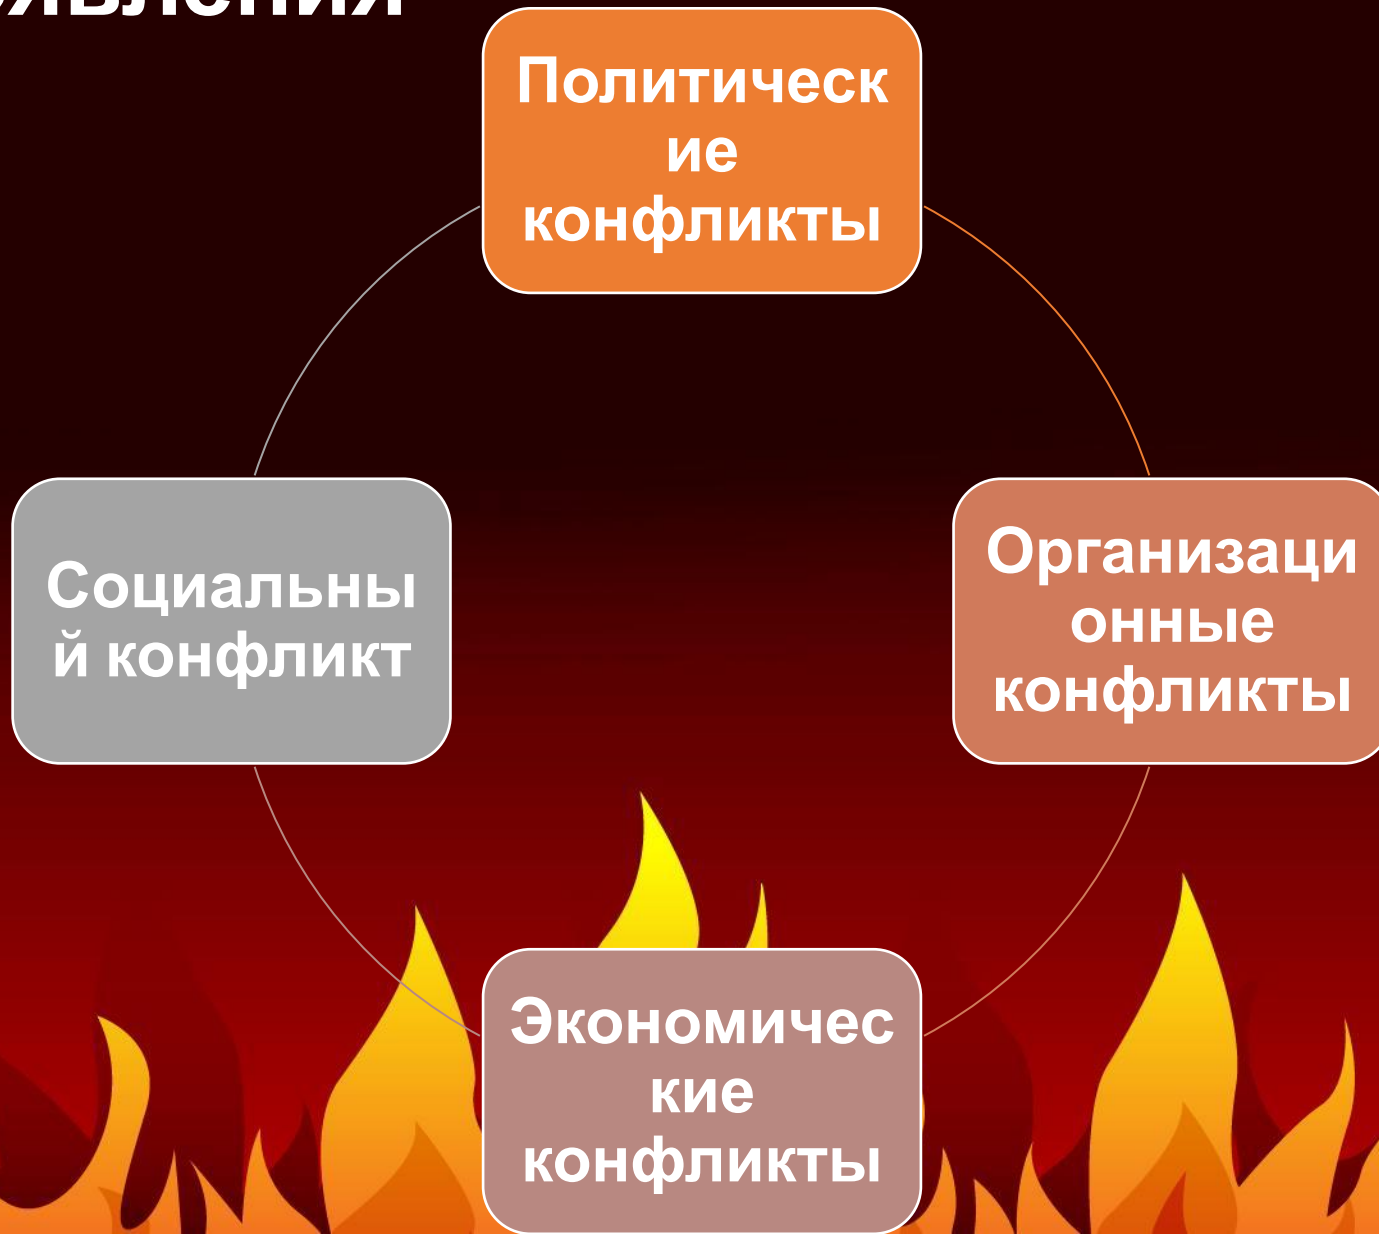 Политическ
ие
конфликты
Организаци
онные
конфликты
Экономичес
кие
конфликты
Социальны
й конфликт